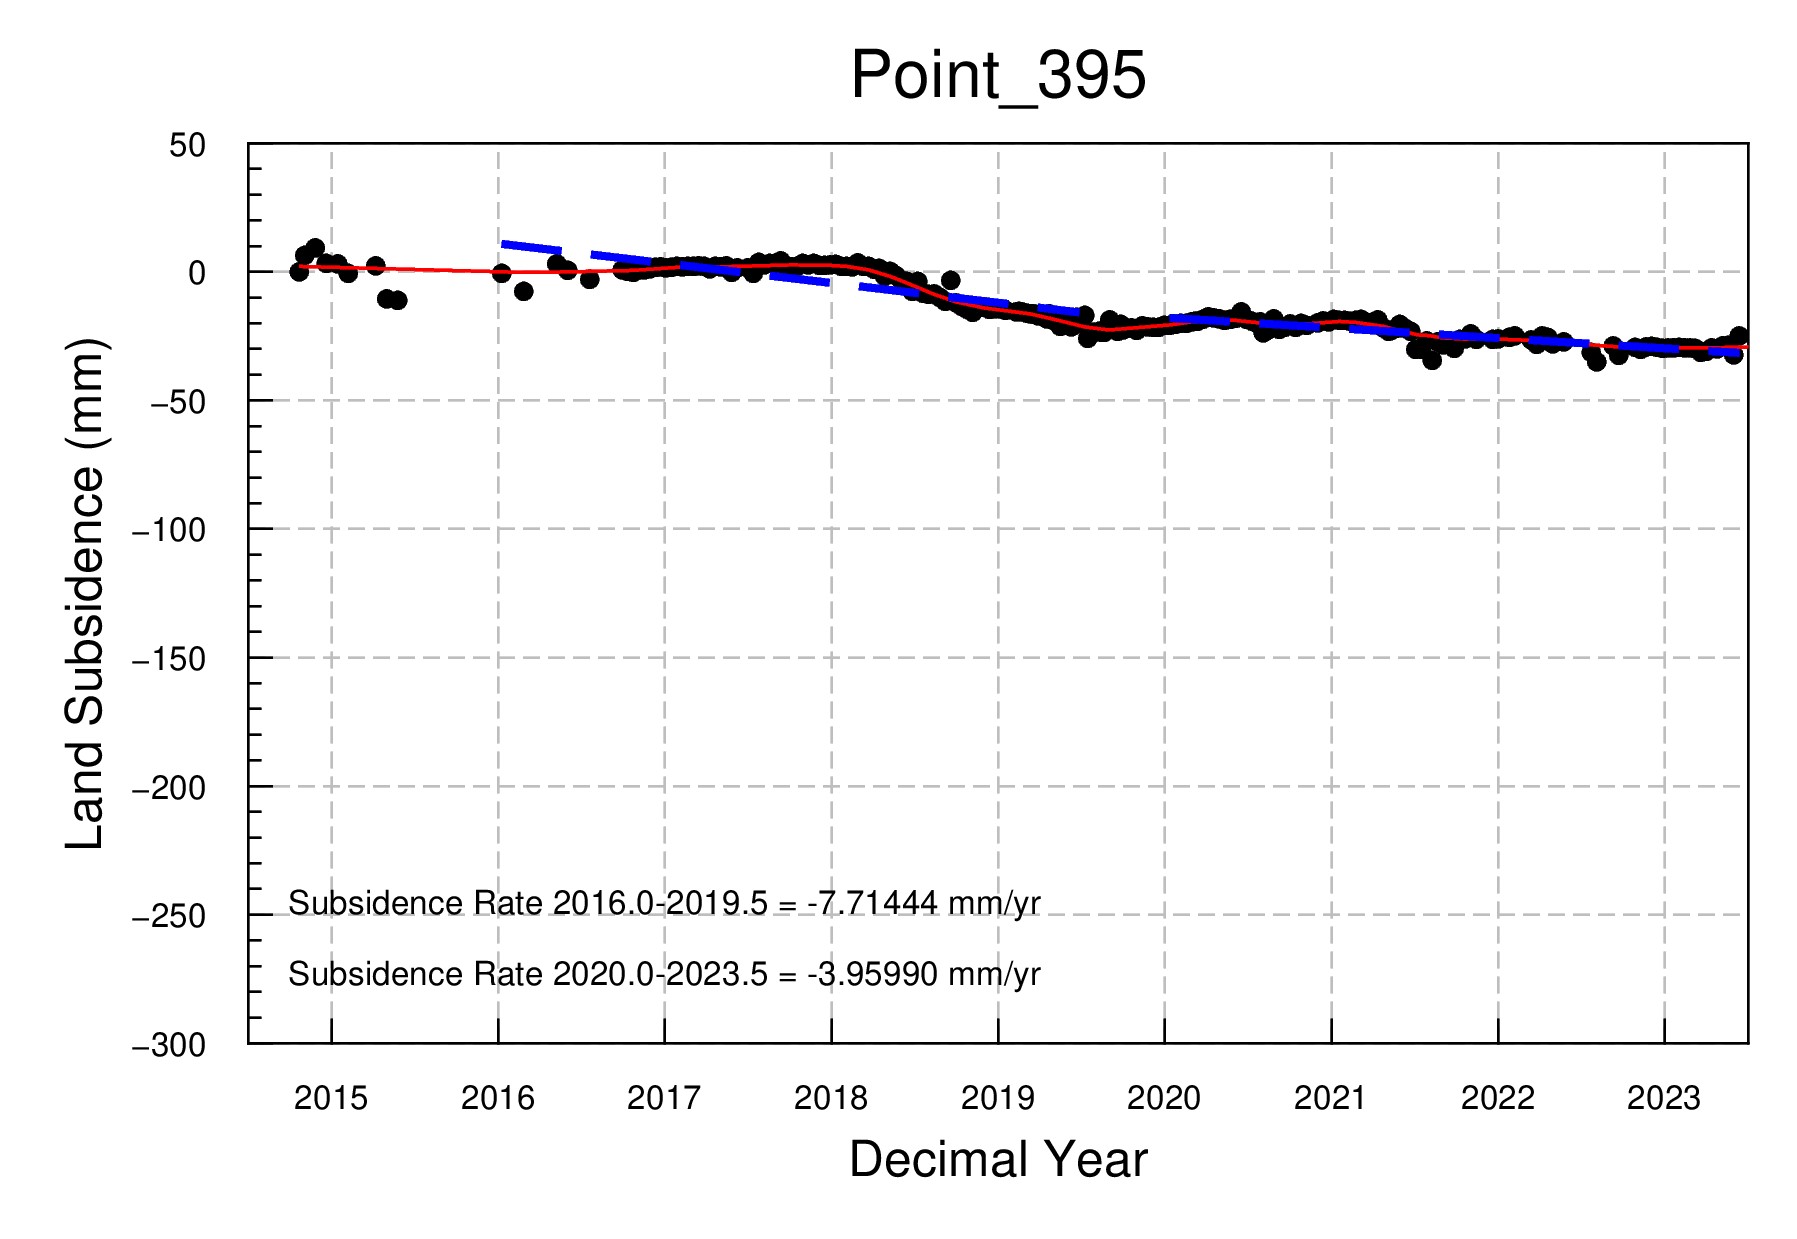 Point_395
50
0
−50
−100
−150
−200
−250
−300
Land Subsidence (mm)
Subsidence Rate 2016.0-2019.5 = -7.71444 mm/yr
Subsidence Rate 2020.0-2023.5 = -3.95990 mm/yr
2015 2016 2017 2018 2019 2020 2021 2022 2023
Decimal Year